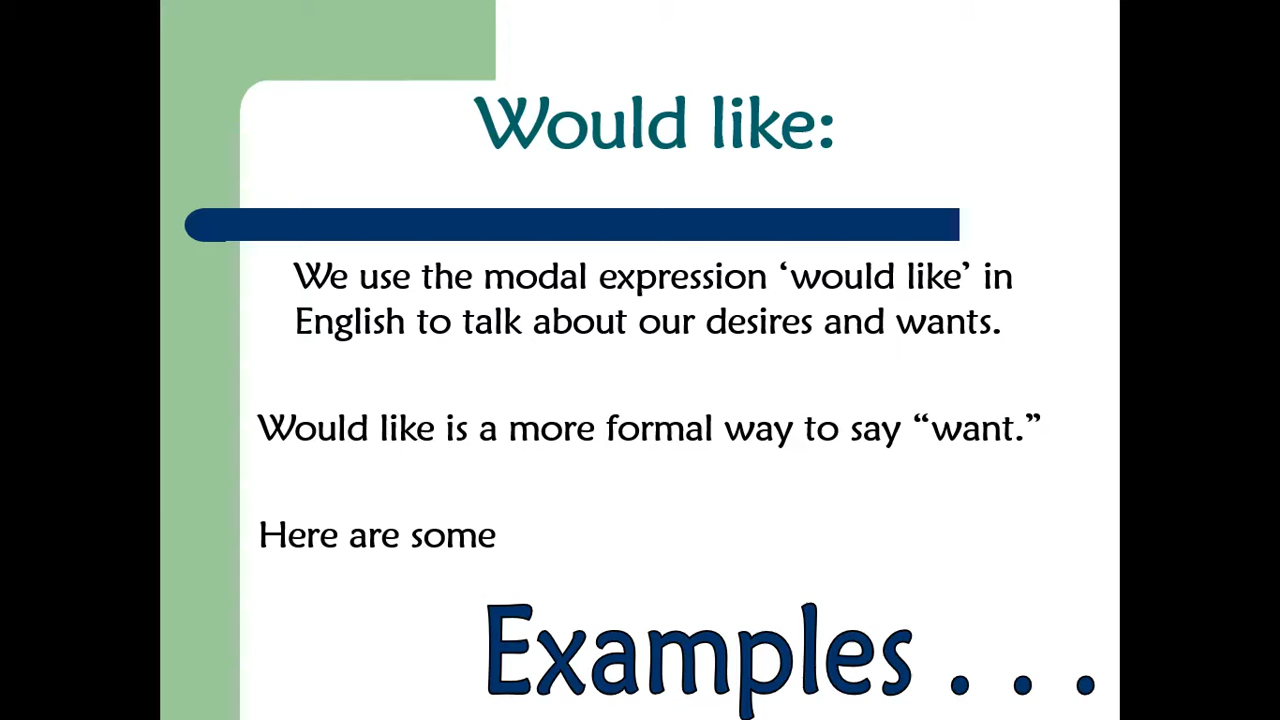 Would like:
We use the modal expression ‘would like’ in
English to talk about our desires and wants.
Would like is a more formal way to say “want.”
Here are some
Examples . . .